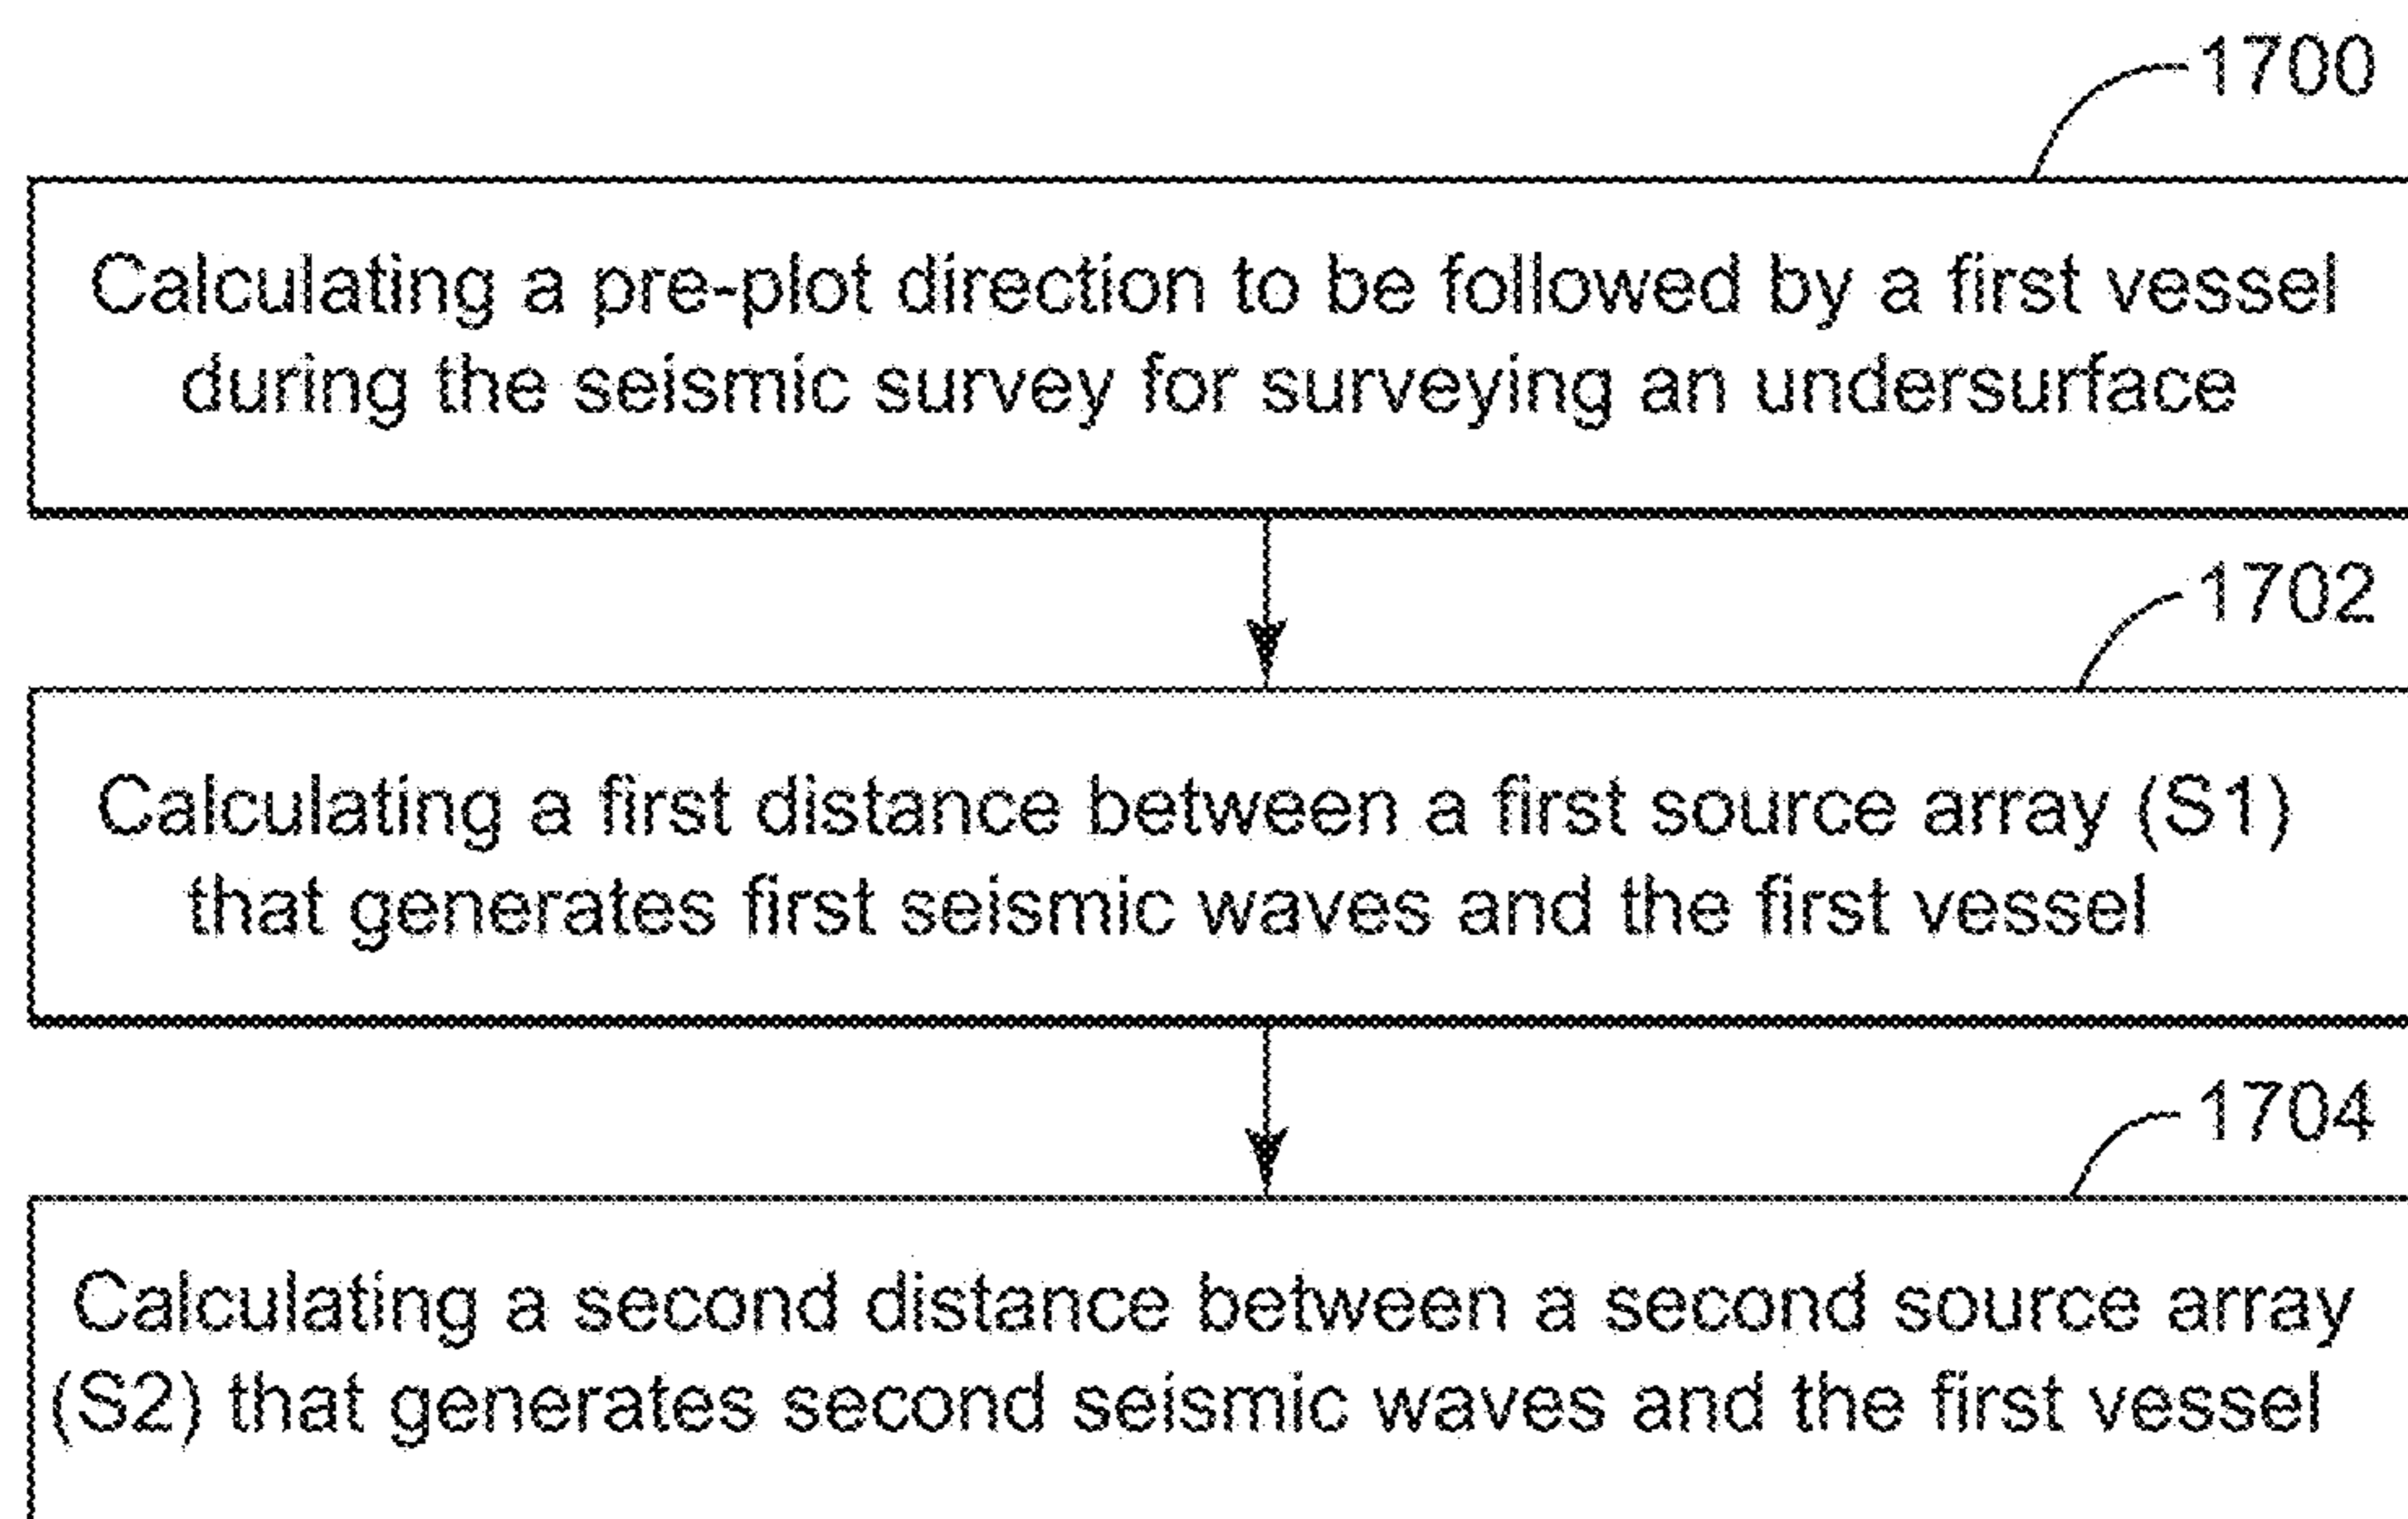 1700
Calculating a pre-plot direction to be followed by a first vessel
during the seismic survey for surveying an undersurface
1702
Calculating a first distance between a first source array (S1)
that generates first seismic waves and the first vessel
1704
Calculating a second distance between a second source array
(S2) that generates second seismic waves and the first vessel